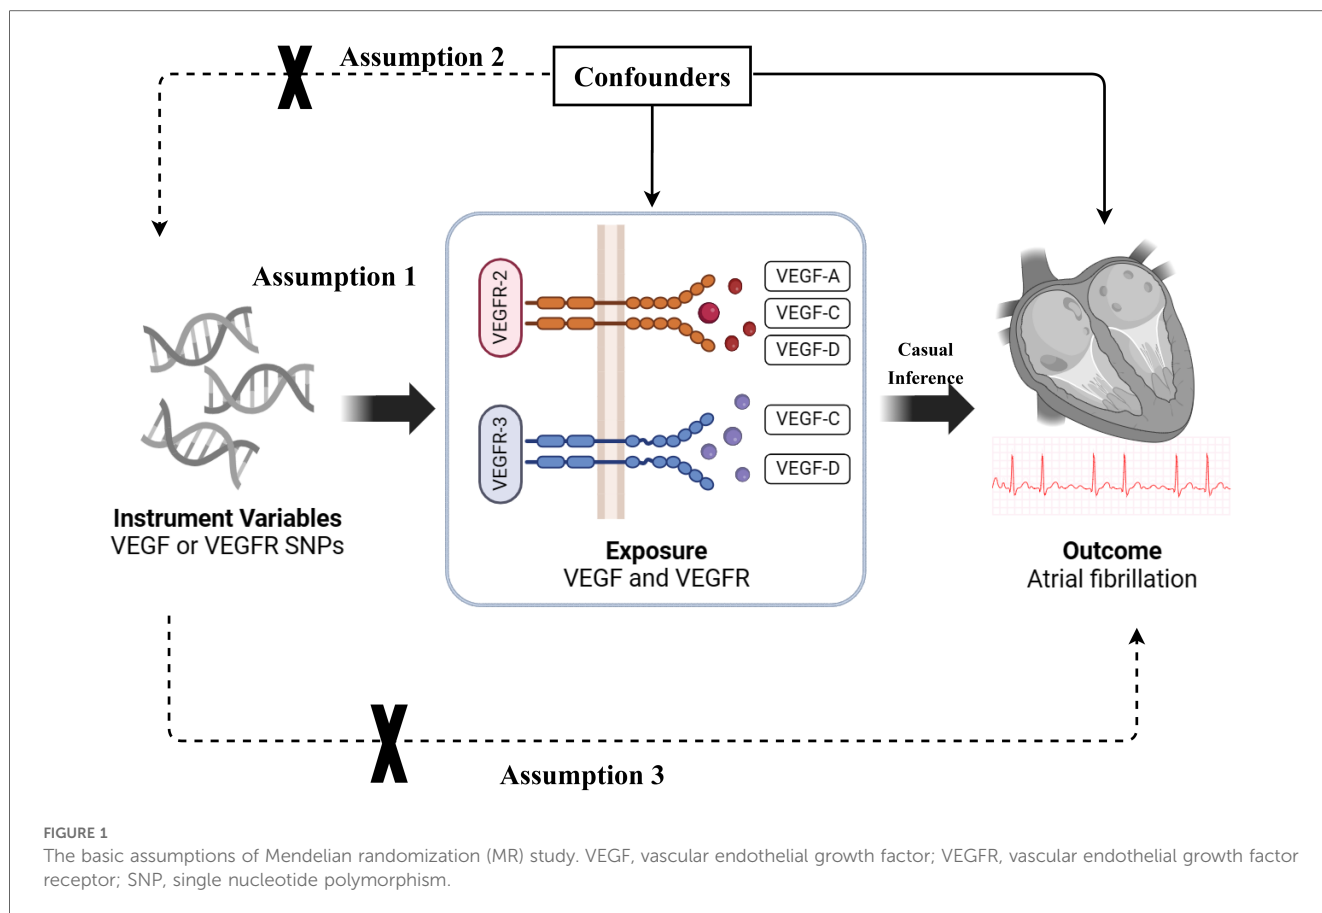 Assumption 2
Confounders
Assumption 1
VEGFR-2
VEGF-A
VEGF-C
VEGF-D
Casual
Inference
VEGFR-3
VEGF-C
VEGF-D
Instrument Variables
VEGF or VEGFR SNPs
Exposure
VEGF and VEGFR
Outcome
Atrial fibrillation
Assumption 3
FIGURE 1
The basic assumptions of Mendelian randomization (MR) study. VEGF, vascular endothelial growth factor; VEGFR, vascular endothelial growth factor
receptor; SNP, single nucleotide polymorphism.